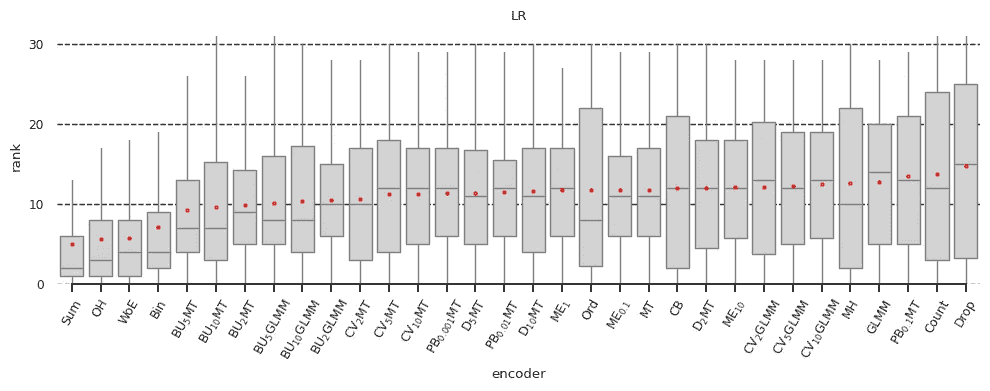 LR
30
20
10
0
rank
Sum
OH
WoE
Bin
BU₅MT
BU₁₀MT
BU₂MT
BU₅GLMM
BU₁₀GLMM
BU₂GLMM
CV₂MT
CV₅MT
CV₁₀MT
PB₀.₀₀₁MT
D₅MT
PB₀.₀₁MT
D₁₀MT
ME₁
Ord
ME₀.₁
MT
CB
D₂MT
ME₁₀
CV₂GLMM
CV₅GLMM
CV₁₀GLMM
MH
GLMM
PB₀.₁MT
Count
Drop
encoder